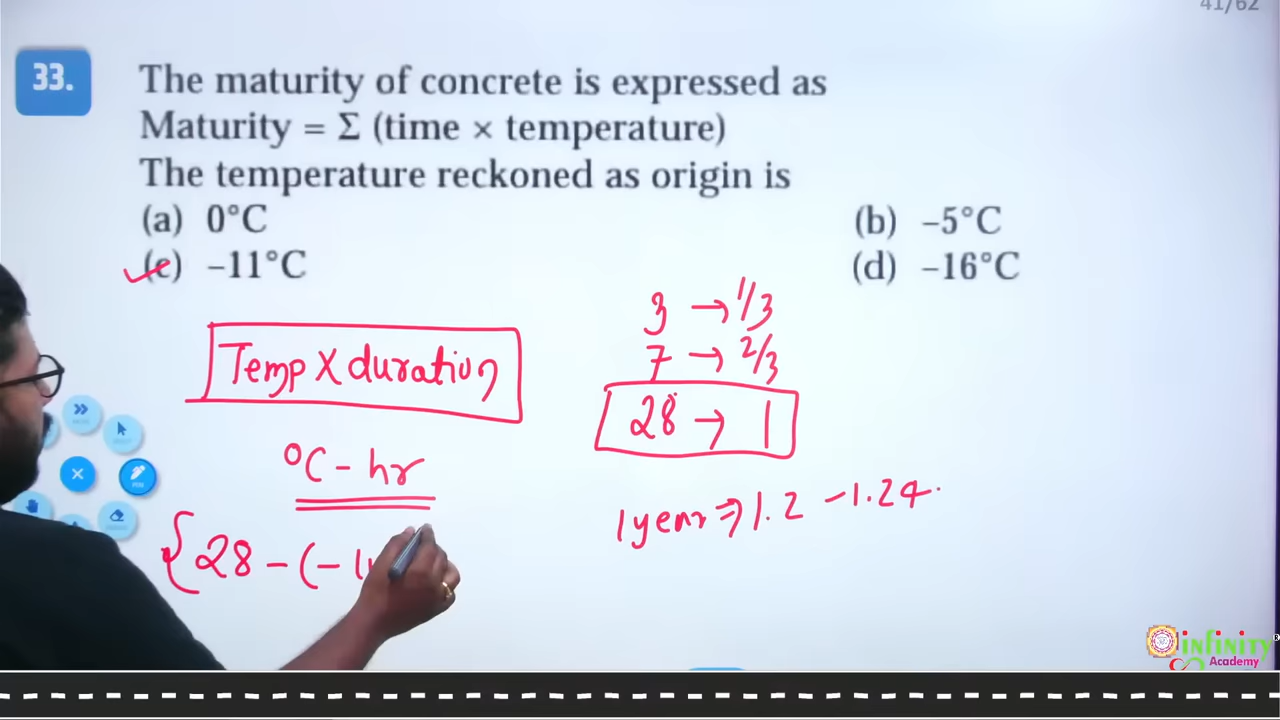 41/62
33.
The maturity of concrete is expressed as
Maturity = Σ (time × temperature)
The temperature reckoned as origin is
(a) 0°C
(b) –5°C
(c) –11°C
(d) –16°C
3 → 1/3
7 → 2/3
28 → 1
Temp X duration
°C - hr
1 year ⇒ 1.2 - 1.24.
{28 - (-1
infinity
Academy